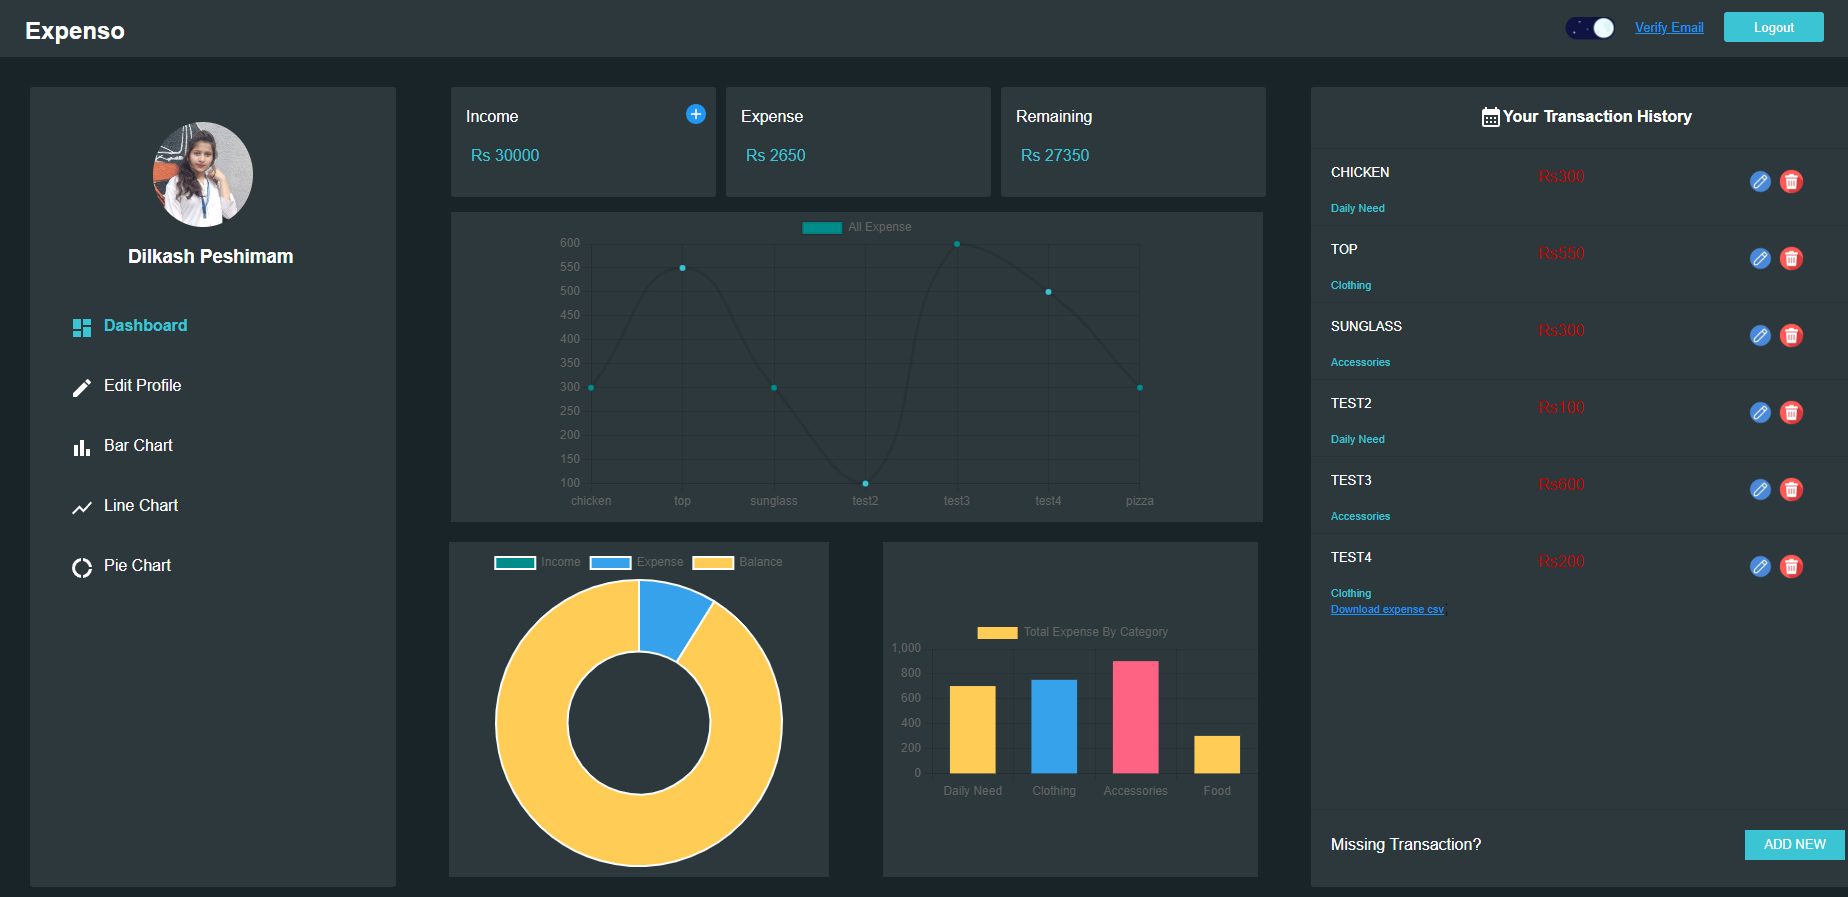 Expenso
Verify Email
Logout
Dilkash Peshimam
Dashboard
Edit Profile
Bar Chart
Line Chart
Pie Chart
Income
Rs 30000
Expense
Rs 2650
Remaining
Rs 27350
All Expense
600
550
500
450
400
350
300
250
200
150
100
chicken top sunglass test2 test3 test4 pizza
Income Expense Balance
Total Expense By Category
1,000
800
600
400
200
0
Daily Need Clothing Accessories Food
Your Transaction History
CHICKEN Rs300
Daily Need
TOP Rs550
Clothing
SUNGLASS Rs300
Accessories
TEST2 Rs100
Daily Need
TEST3 Rs600
Accessories
TEST4 Rs200
Clothing
Download expense csv
Missing Transaction? ADD NEW